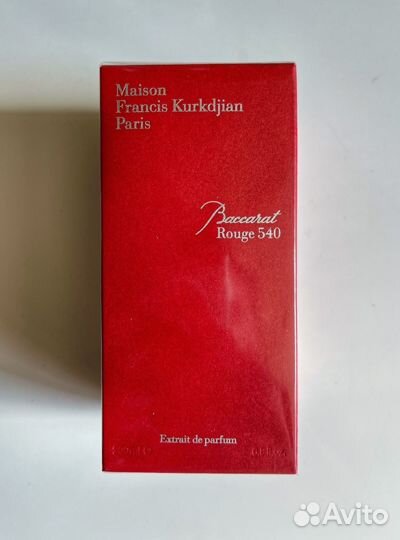 Maison
Francis Kurkdjian
Paris
Baccarat
Rouge 540
Extrait de parfum
Avito